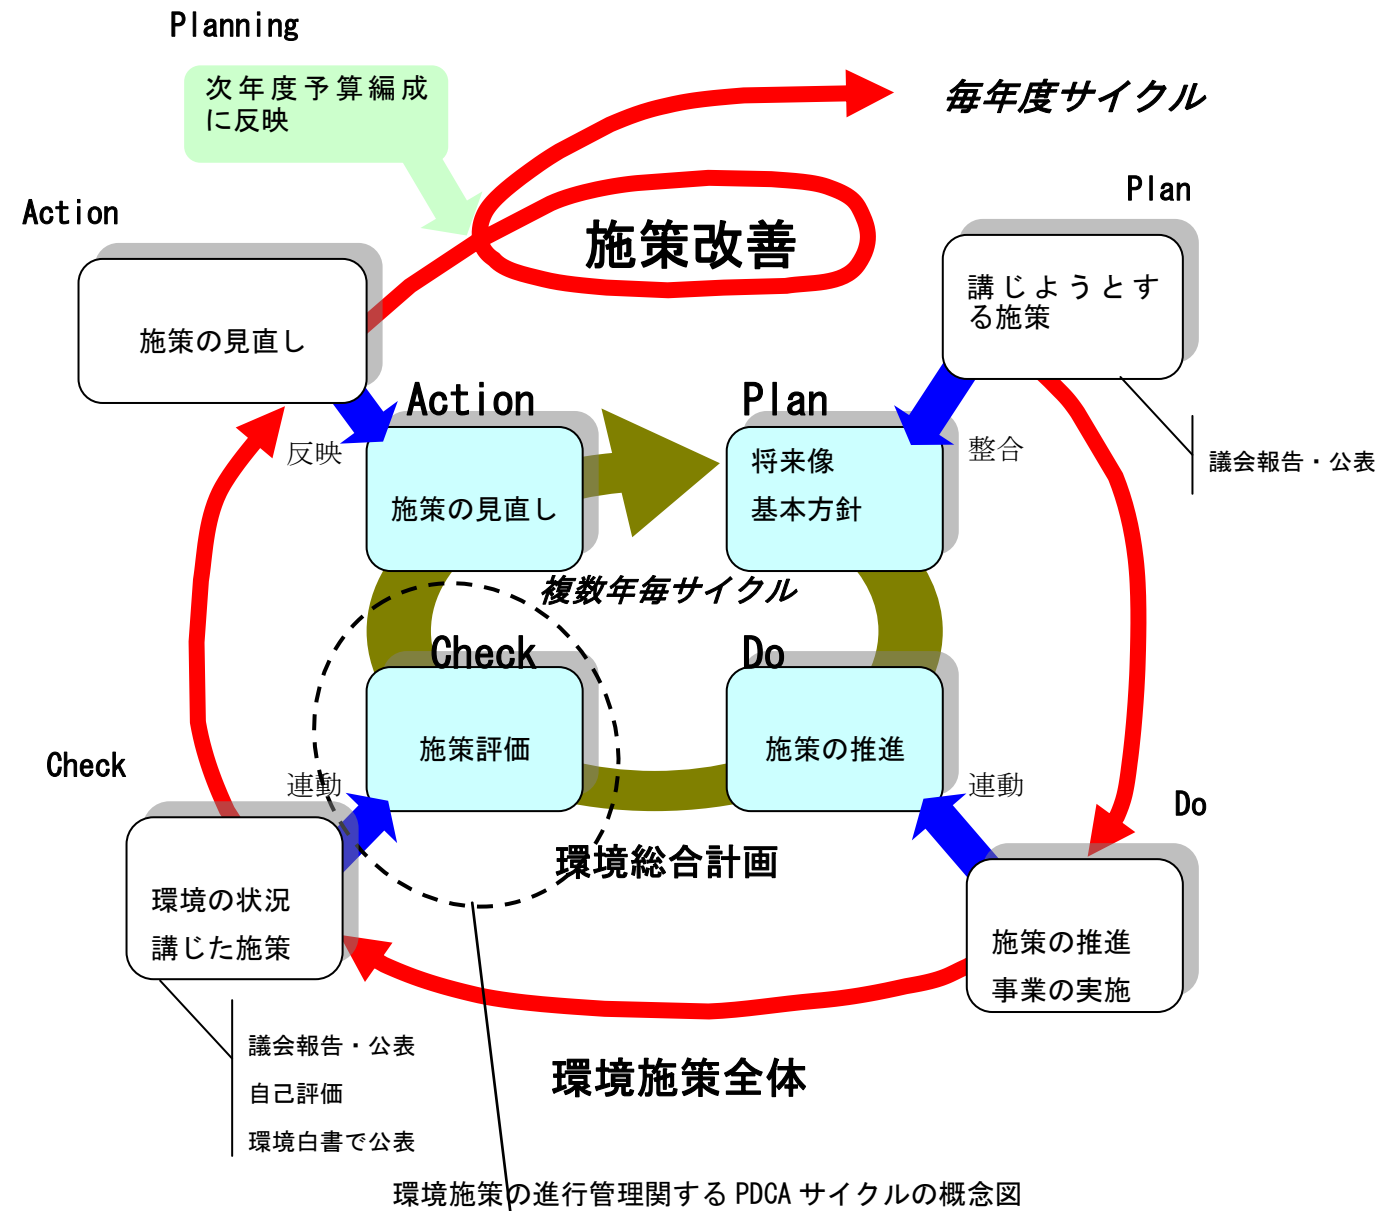 Planning
次年度予算編成
に反映
毎年度サイクル
Action
Plan
施策改善
施策の見直し
講じようとす
る施策
Action
Plan
反映
整合
議会報告・公表
施策の見直し
将来像
基本方針
複数年毎サイクル
Check
Do
施策評価
施策の推進
Check
連動
連動
Do
環境総合計画
環境の状況
講じた施策
施策の推進
事業の実施
議会報告・公表
自己評価
環境白書で公表
環境施策全体
環境施策の進行管理関する PDCA サイクルの概念図